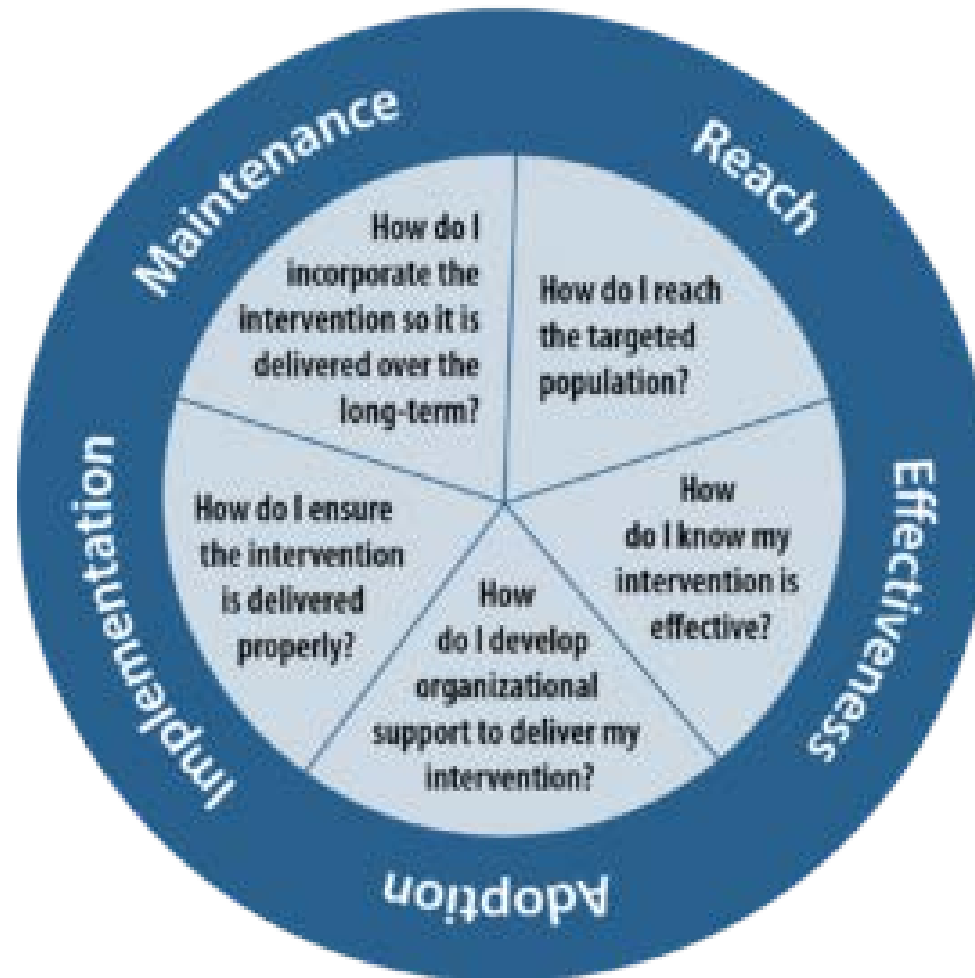 Reach
How do I reach
the targeted
population?
Effectiveness
How
do I know my
intervention is
effective?
Adoption
How
do I develop
organizational
support to deliver my
intervention?
Implementation
How do I ensure
the intervention
is delivered
properly?
Maintenance
How do I
incorporate the
intervention so it is
delivered over the
long-term?